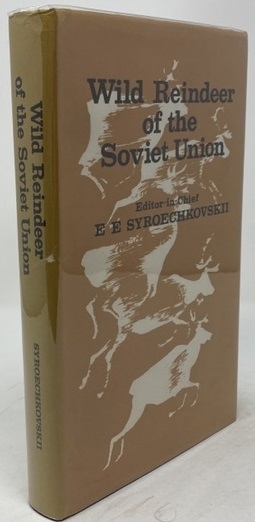 Wild Reindeer
of the
Soviet Union
Editor-in-Chief
E E SYROECHKOVSKII
Wild Reindeer
of the Soviet Union
SYROECHKOVSKII